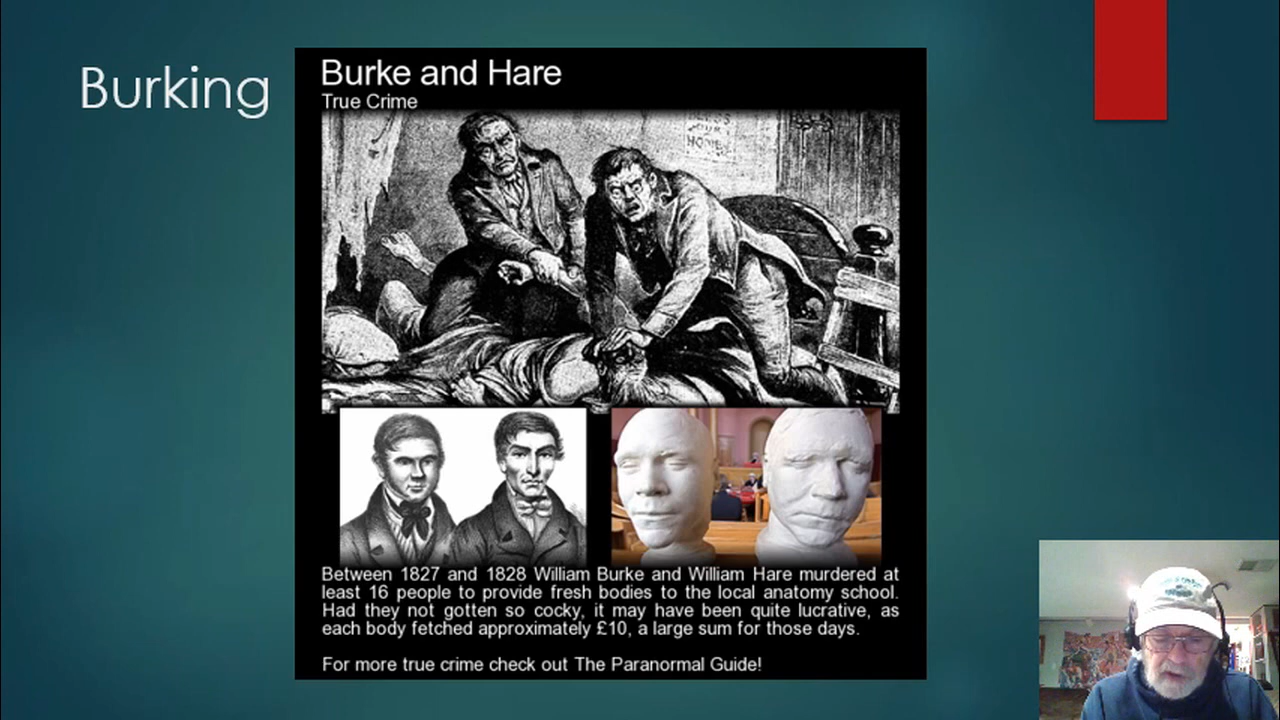 Burking
Burke and Hare
True Crime
Between 1827 and 1828 William Burke and William Hare murdered at
least 16 people to provide fresh bodies to the local anatomy school.
Had they not gotten so cocky, it may have been quite lucrative, as
each body fetched approximately £10, a large sum for those days.
For more true crime check out The Paranormal Guide!